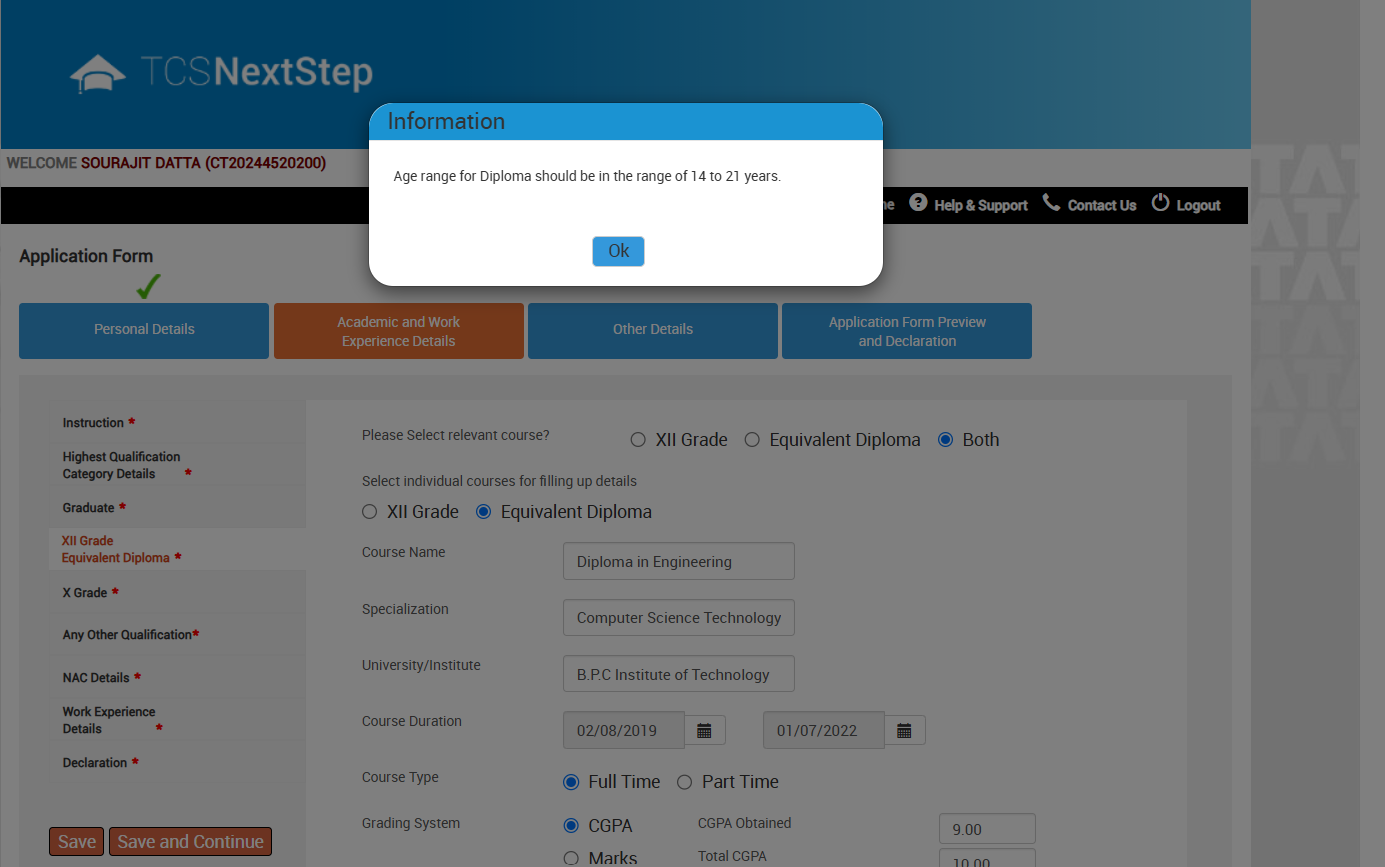 TCSNextStep
Information
WELCOME SOURAJIT DATTA (CT20244520200)
Age range for Diploma should be in the range of 14 to 21 years.
Help & Support Contact Us Logout
Ok
Application Form
Personal Details
Academic and Work
Experience Details
Other Details
Application Form Preview
and Declaration
Instruction *
Highest Qualification
Category Details *
Graduate *
XII Grade
Equivalent Diploma *
X Grade *
Any Other Qualification*
NAC Details *
Work Experience
Details *
Declaration *
Save
Save and Continue
Please Select relevant course?
XII Grade Equivalent Diploma Both
Select individual courses for filling up details
XII Grade Equivalent Diploma
Course Name
Diploma in Engineering
Specialization
Computer Science Technology
University/Institute
B.P.C Institute of Technology
Course Duration
02/08/2019
01/07/2022
Course Type
Full Time Part Time
Grading System
CGPA
CGPA Obtained
9.00
Marks
Total CGPA
10.00